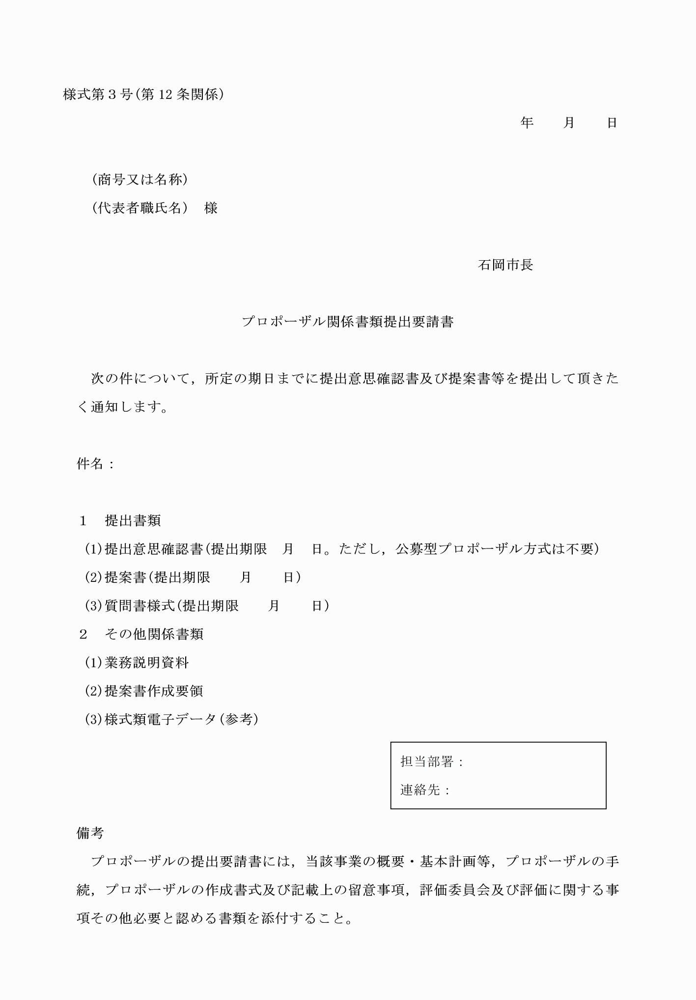 様式第３号(第 12 条関係)
年　　月　　日
(商号又は名称)
(代表者職氏名)　様
石岡市長
プロポーザル関係書類提出要請書
次の件について，所定の期日までに提出意思確認書及び提案書等を提出して頂きた
く通知します。
件名：
１　提出書類
(1)提出意思確認書(提出期限　月　日。ただし，公募型プロポーザル方式は不要)
(2)提案書(提出期限　　月　　日)
(3)質問書様式(提出期限　　月　　日)
２　その他関係書類
(1)業務説明資料
(2)提案書作成要領
(3)様式類電子データ(参考)
担当部署：
連絡先：
備考
プロポーザルの提出要請書には，当該事業の概要・基本計画等，プロポーザルの手
続，プロポーザルの作成書式及び記載上の留意事項，評価委員会及び評価に関する事
項その他必要と認める書類を添付すること。